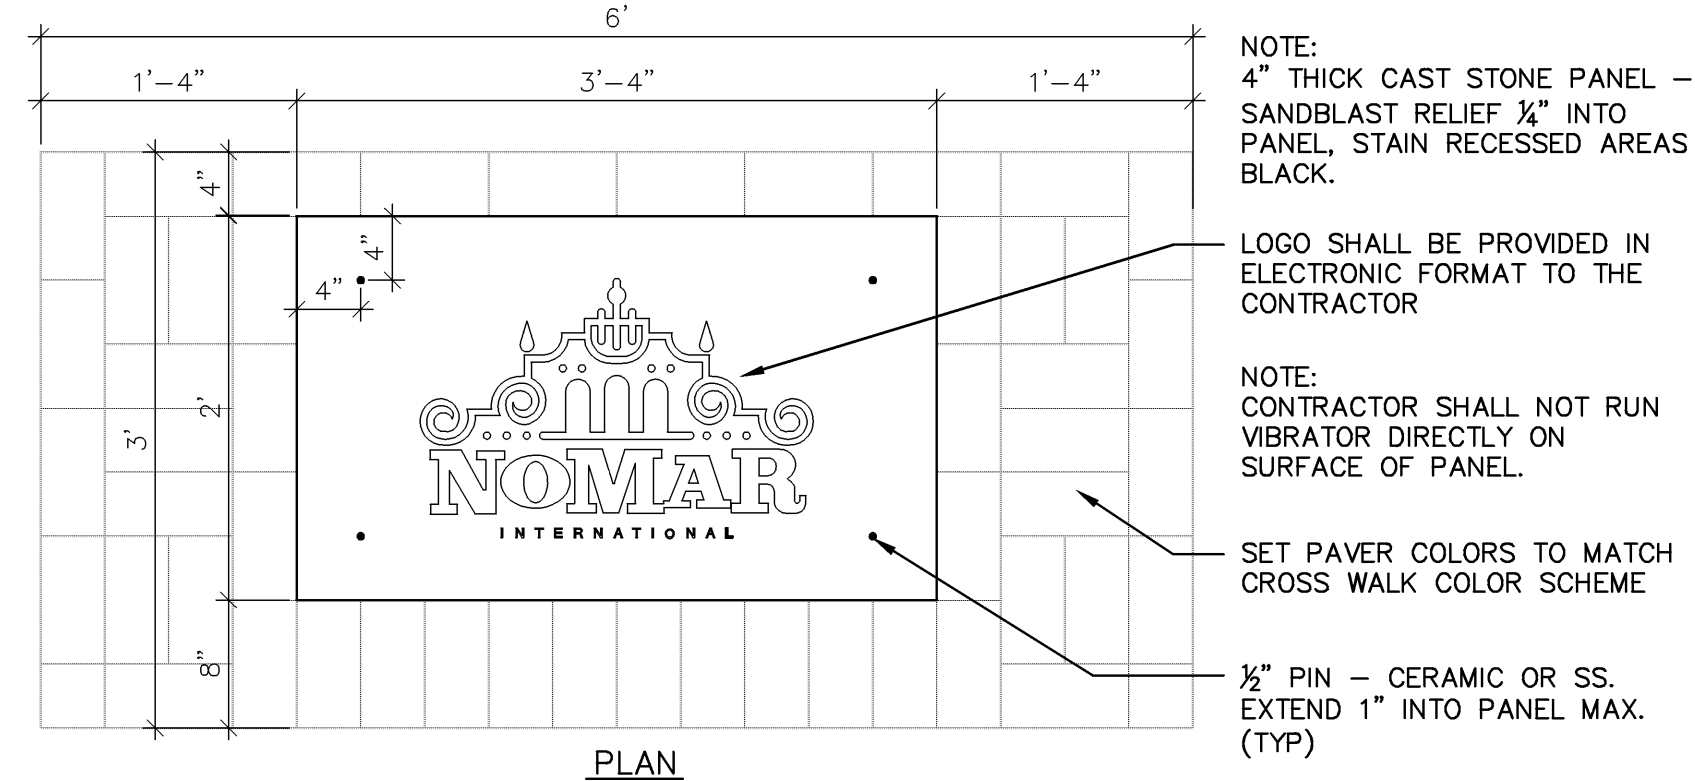 6'
1'-4"
3'-4"
1'-4"
4"
4"
4"
2'
3'
8"
NOMAR
INTERNATIONAL
PLAN
NOTE:
4" THICK CAST STONE PANEL –
SANDBLAST RELIEF ¼" INTO
PANEL, STAIN RECESSED AREAS
BLACK.
LOGO SHALL BE PROVIDED IN
ELECTRONIC FORMAT TO THE
CONTRACTOR
NOTE:
CONTRACTOR SHALL NOT RUN
VIBRATOR DIRECTLY ON
SURFACE OF PANEL.
SET PAVER COLORS TO MATCH
CROSS WALK COLOR SCHEME
½" PIN – CERAMIC OR SS.
EXTEND 1" INTO PANEL MAX.
(TYP)